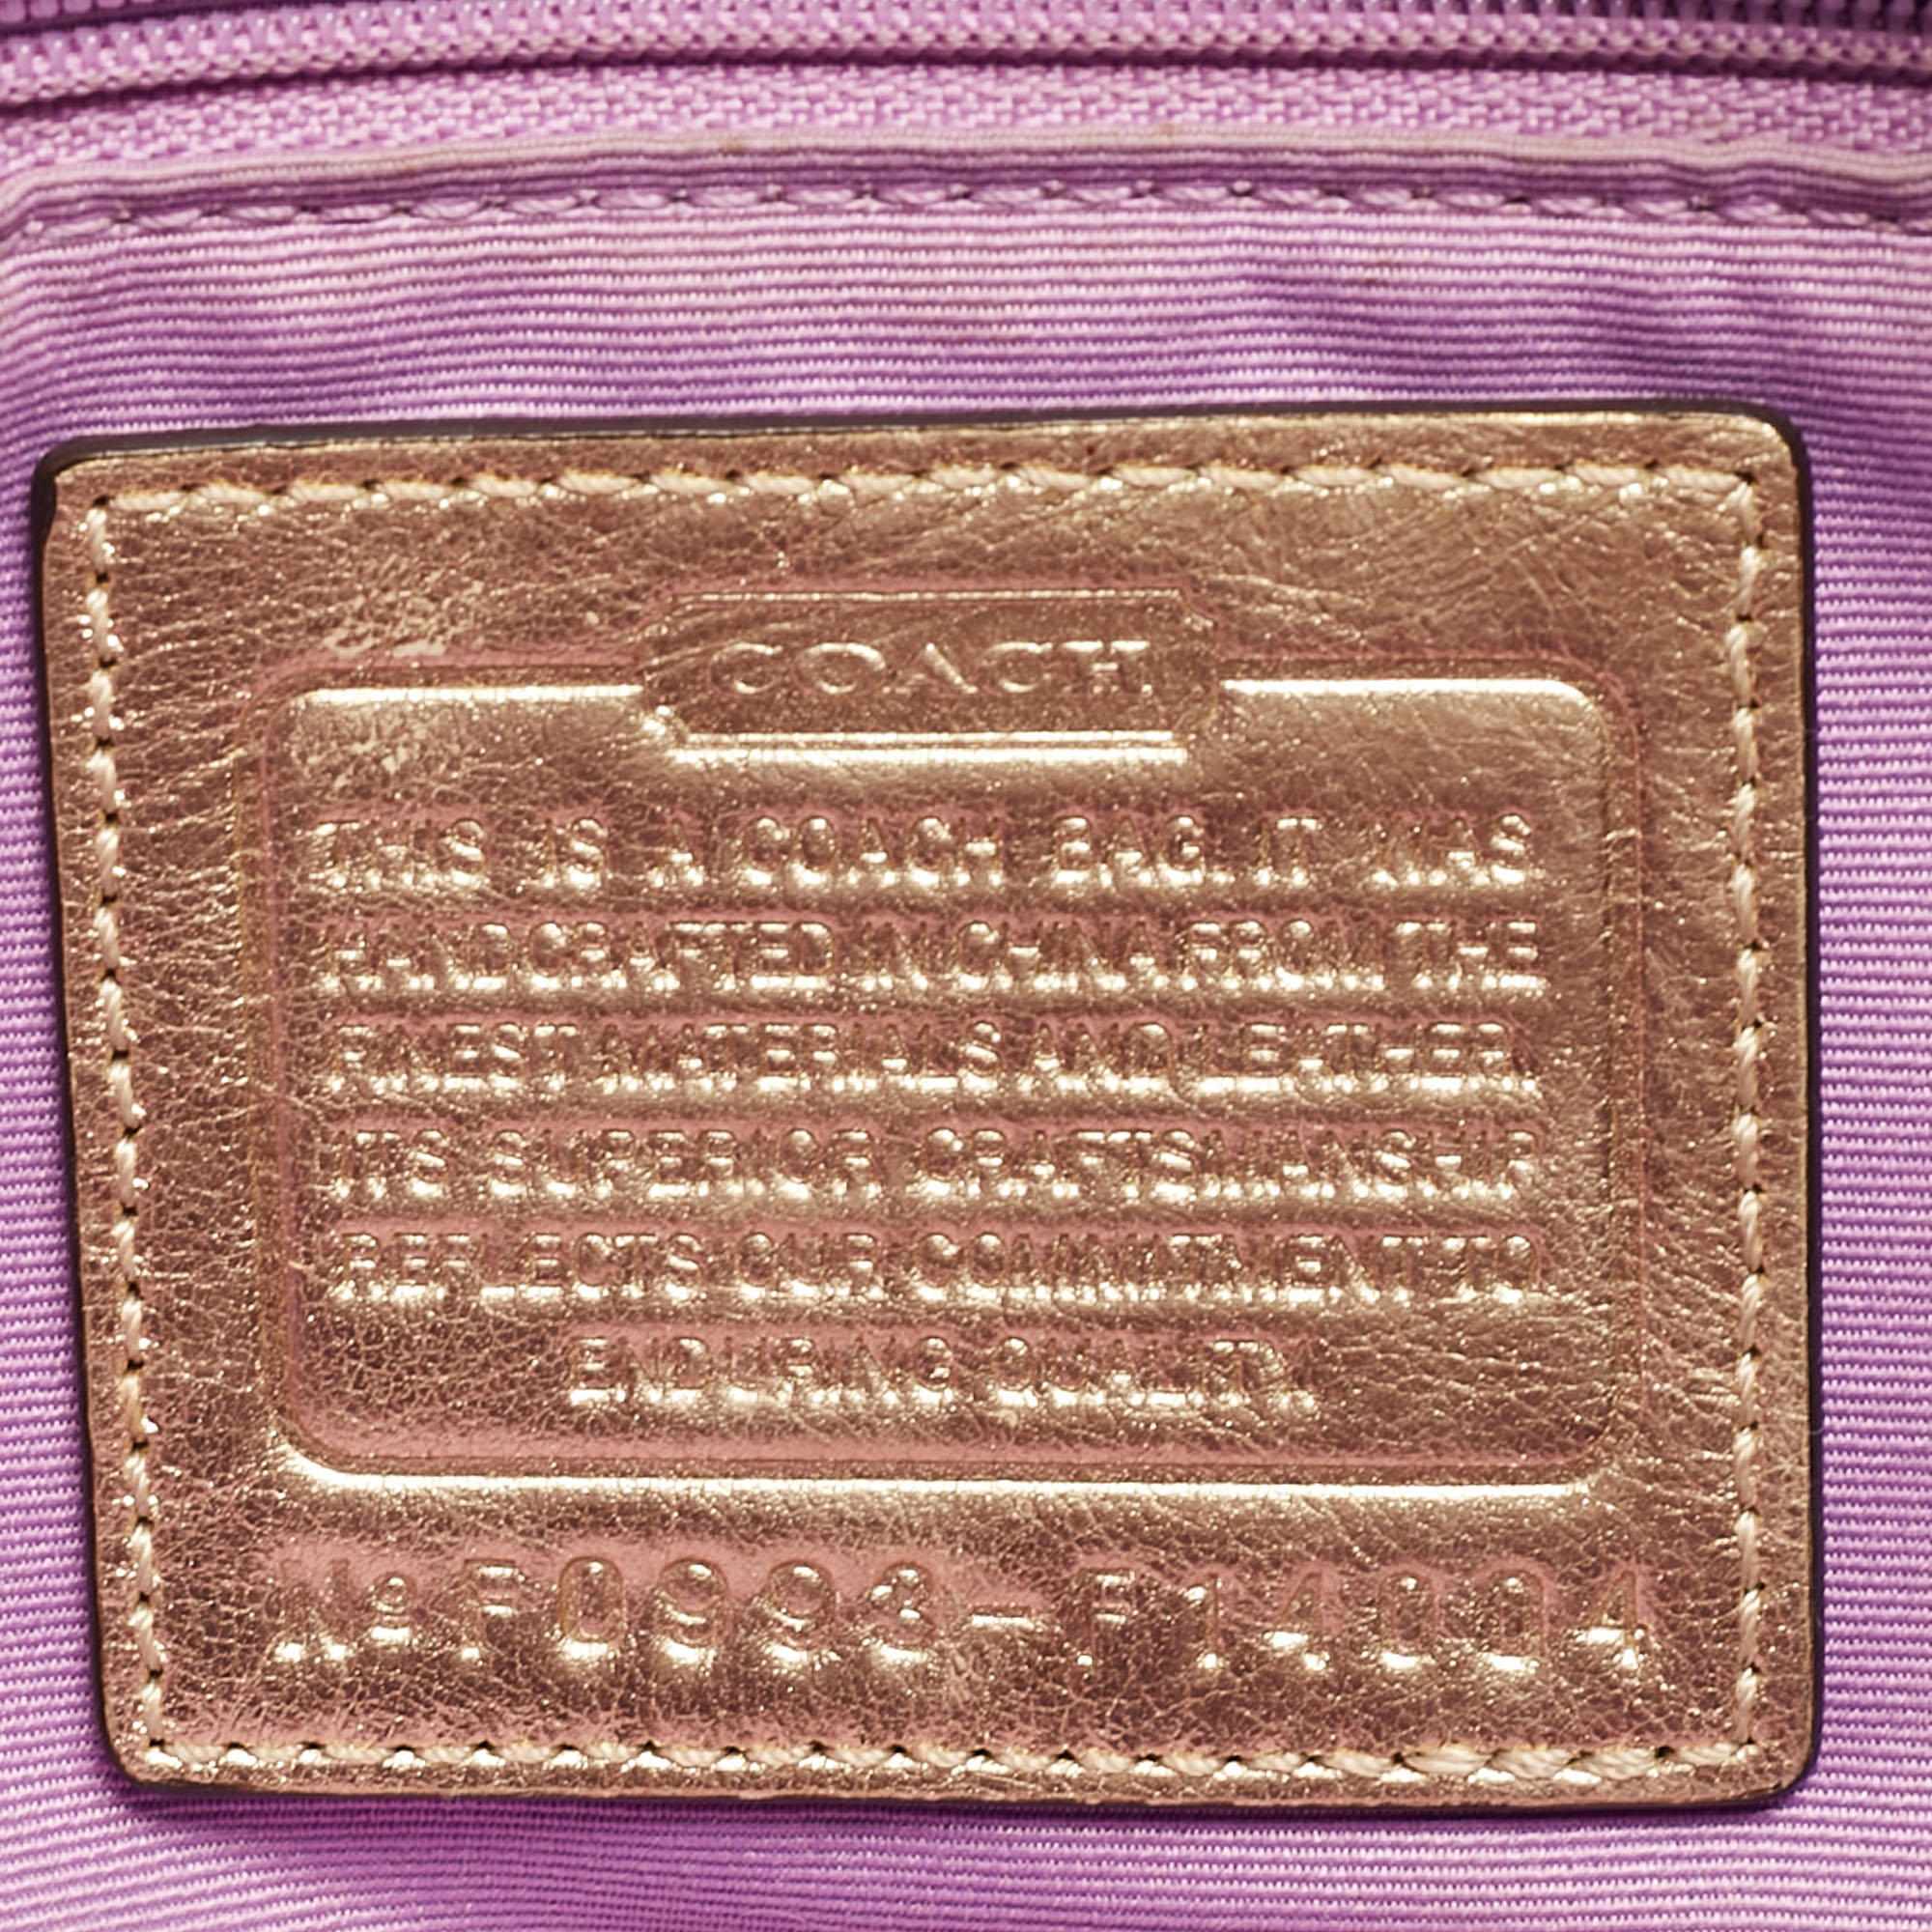 COACH
THIS IS A COACH BAG. IT WAS
HANDCRAFTED IN CHINA FROM THE
FINEST MATERIALS AND LEATHER.
ITS SUPERIOR CRAFTSMANSHIP
REFLECTS OUR COMMITMENT TO
ENDURING QUALITY.
Nº F0993-F14004